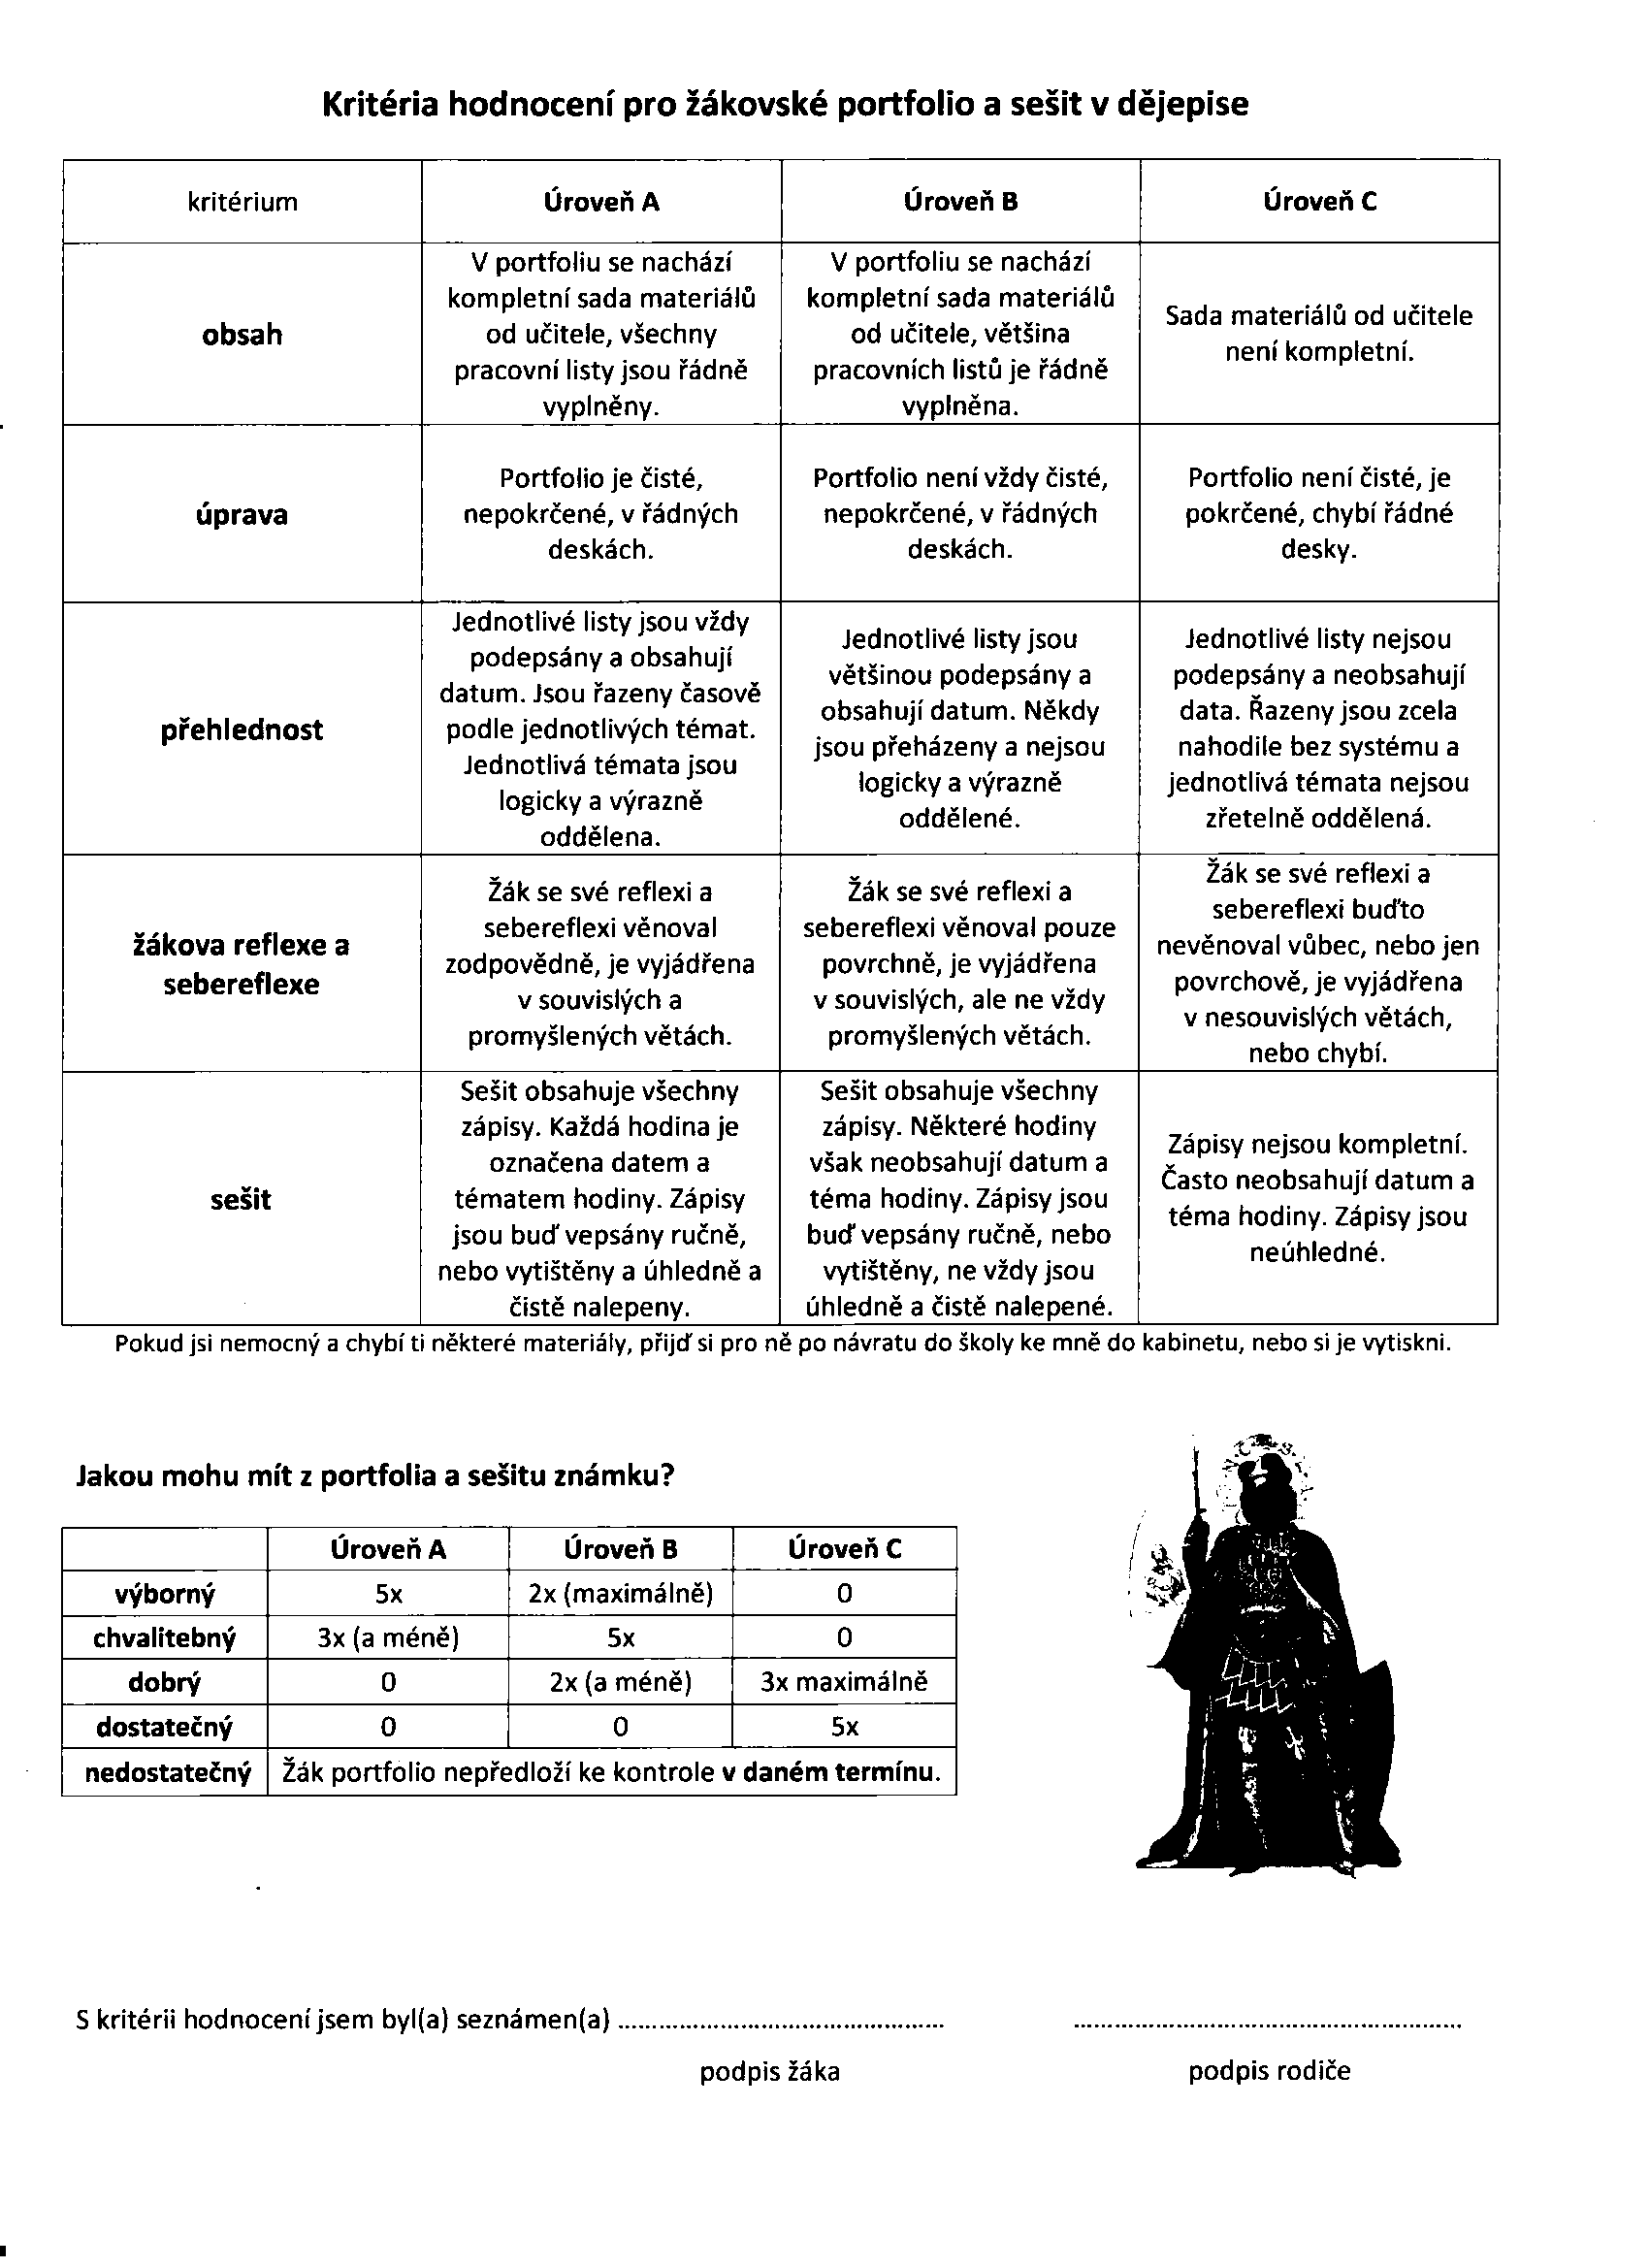 Kritéria hodnocení pro žákovské portfolio a sešit v dějepise
kritérium
Úroveň A
Úroveň B
Úroveň C
obsah
V portfoliu se nachází
kompletní sada materiálů
od učitele, všechny
pracovní listy jsou řádně
vyplněny.
V portfoliu se nachází
kompletní sada materiálů
od učitele, většina
pracovních listů je řádně
vyplněna.
Sada materiálů od učitele
není kompletní.
úprava
Portfolio je čisté,
nepokrčené, v řádných
deskách.
Portfolio není vždy čisté,
nepokrčené, v řádných
deskách.
Portfolio není čisté, je
pokrčené, chybí řádné
desky.
přehlednost
Jednotlivé listy jsou vždy
podepsány a obsahují
datum. Jsou řazeny časově
podle jednotlivých témat.
Jednotlivá témata jsou
logicky a výrazně
oddělena.
Jednotlivé listy jsou
většinou podepsány a
obsahují datum. Někdy
jsou přeházeny a nejsou
logicky a výrazně
oddělené.
Jednotlivé listy nejsou
podepsány a neobsahují
data. Řazeny jsou zcela
nahodile bez systému a
jednotlivá témata nejsou
zřetelně oddělená.
žákova reflexe a
sebereflexe
Žák se své reflexi a
sebereflexi věnoval
zodpovědně, je vyjádřena
v souvislých a
promyšlených větách.
Žák se své reflexi a
sebereflexi věnoval pouze
povrchně, je vyjádřena
v souvislých, ale ne vždy
promyšlených větách.
Žák se své reflexi a
sebereflexi buďto
nevěnoval vůbec, nebo jen
povrchově, je vyjádřena
v nesouvislých větách,
nebo chybí.
sešit
Sešit obsahuje všechny
zápisy. Každá hodina je
označena datem a
tématem hodiny. Zápisy
jsou buď vepsány ručně,
nebo vytištěny a úhledně a
čistě nalepeny.
Sešit obsahuje všechny
zápisy. Některé hodiny
však neobsahují datum a
téma hodiny. Zápisy jsou
buď vepsány ručně, nebo
vytištěny, ne vždy jsou
úhledně a čistě nalepené.
Zápisy nejsou kompletní.
Často neobsahují datum a
téma hodiny. Zápisy jsou
neúhledné.
Pokud jsi nemocný a chybí ti některé materiály, přijď si pro ně po návratu do školy ke mně do kabinetu, nebo si je vytiskni.
Jakou mohu mít z portfolia a sešitu známku?
Úroveň A
Úroveň B
Úroveň C
výborný
5x
2x (maximálně)
0
chvalitebný
3x (a méně)
5x
0
dobrý
0
2x (a méně)
3x maximálně
dostatečný
0
0
5x
nedostatečný
Žák portfolio nepředloží ke kontrole v daném termínu.
S kritérii hodnocení jsem byl(a) seznámen(a) ................................................
podpis žáka
podpis rodiče